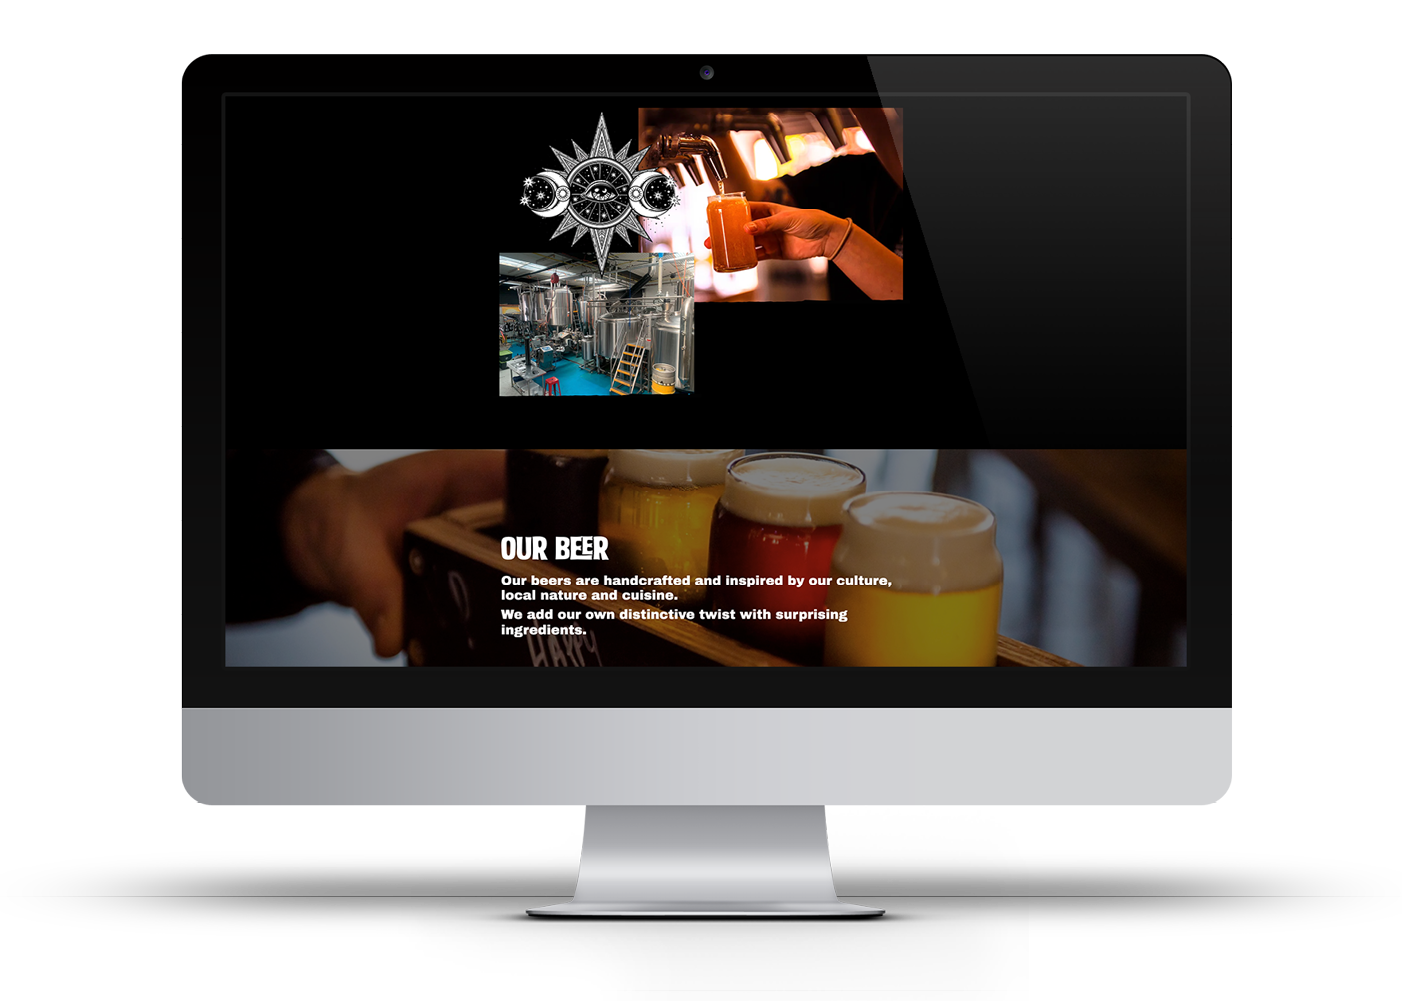 OUR BEER
Our beers are handcrafted and inspired by our culture,
local nature and cuisine.
We add our own distinctive twist with surprising
ingredients.
HAPPY